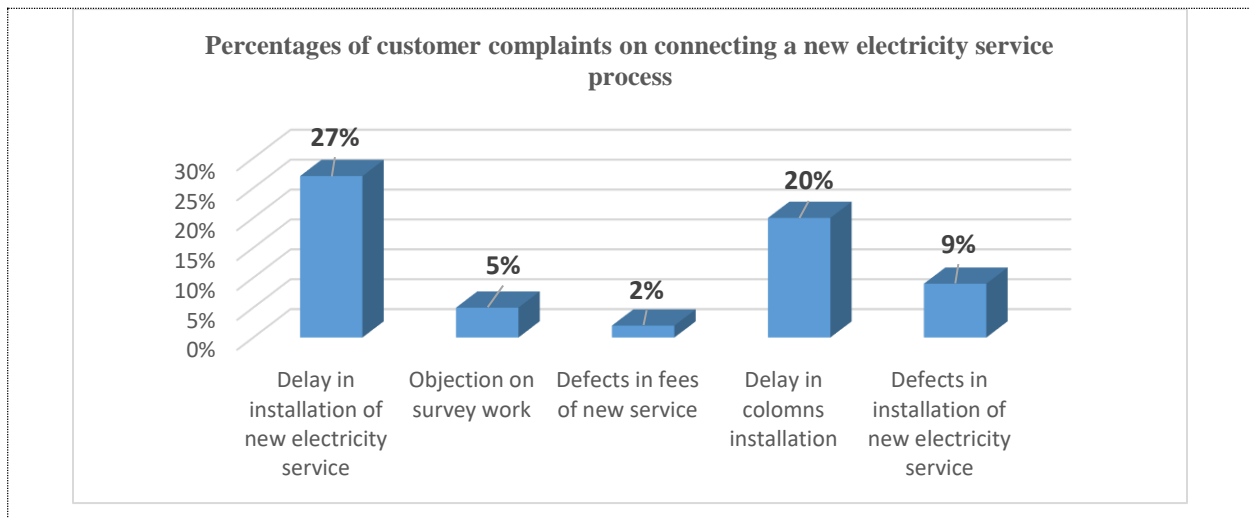 Percentages of customer complaints on connecting a new electricity service
process
27%
5%
2%
20%
9%
30%
25%
20%
15%
10%
5%
0%
Delay in
installation of
new electricity
service
Objection on
survey work
Defects in fees
of new service
Delay in
colomns
installation
Defects in
installation of
new electricity
service